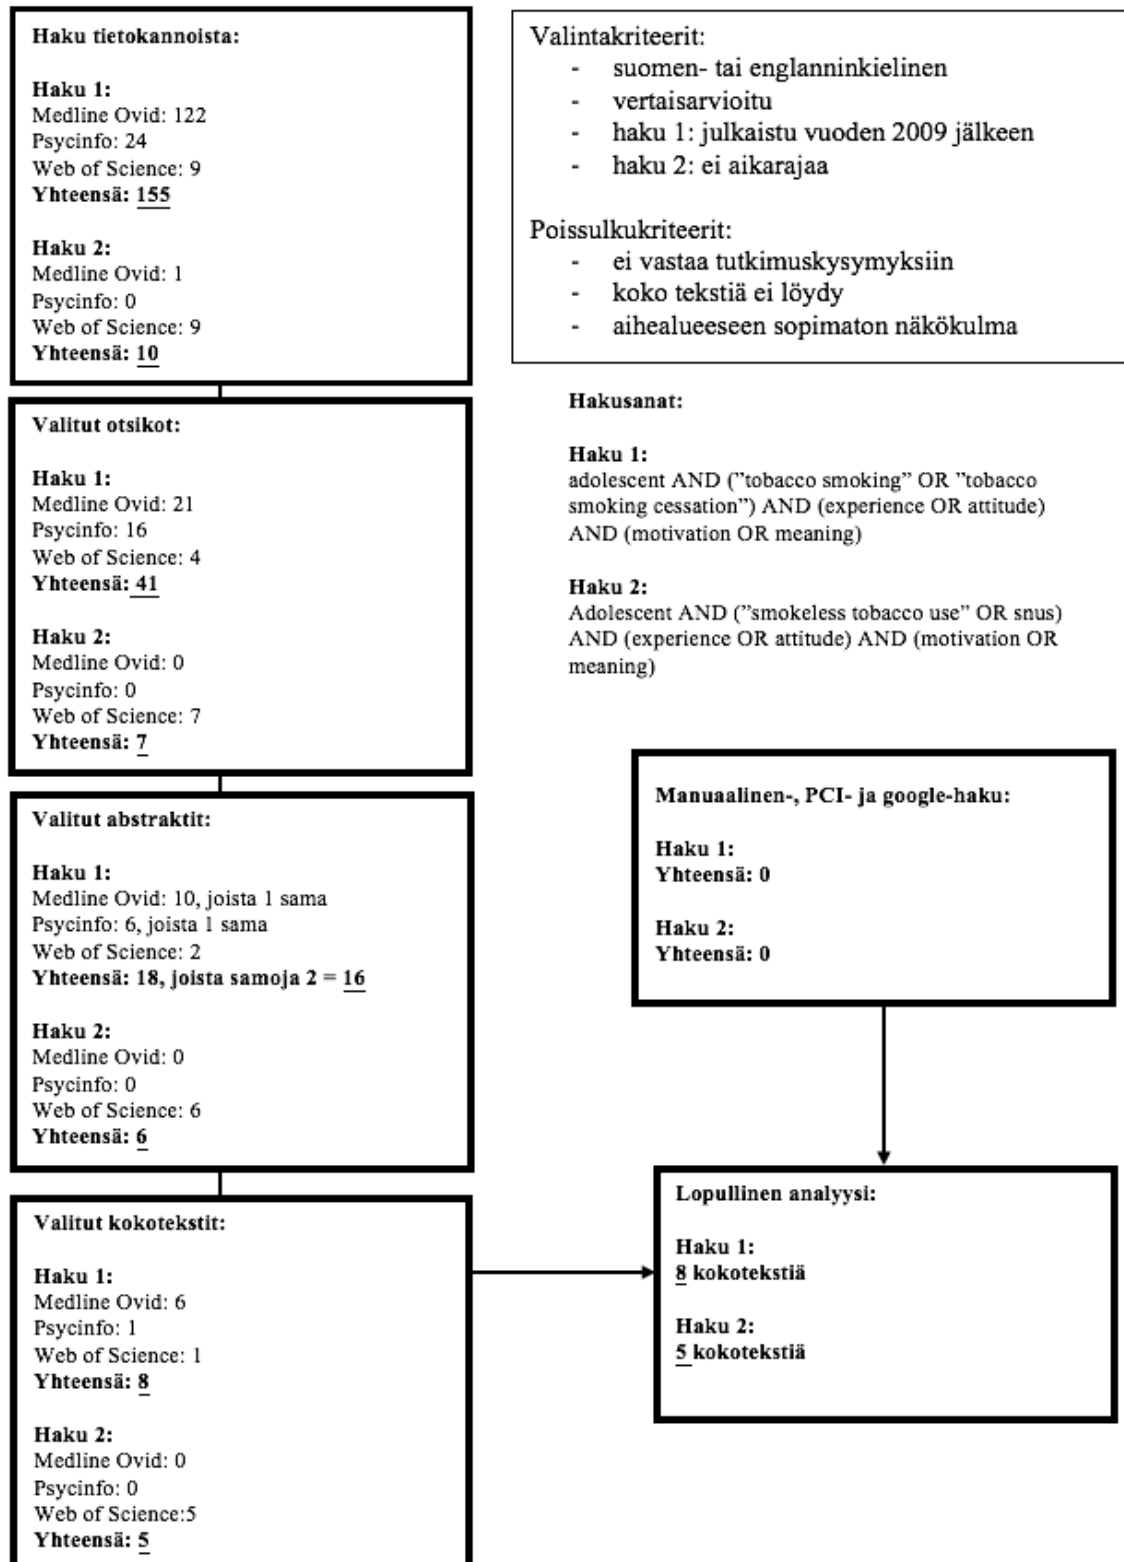 Haku tietokannoista:
Haku 1:
Medline Ovid: 122
Psycinfo: 24
Web of Science: 9
Yhteensä: 155
Haku 2:
Medline Ovid: 1
Psycinfo: 0
Web of Science: 9
Yhteensä: 10
Valintakriteerit:
- suomen- tai englanninkielinen
- vertaisarvioitu
- haku 1: julkaistu vuoden 2009 jälkeen
- haku 2: ei aikarajaa
Poissulkukriteerit:
- ei vastaa tutkimuskysymyksiin
- koko tekstiä ei löydy
- aihealueeseen sopimaton näkökulma
Valitut otsikot:
Haku 1:
Medline Ovid: 21
Psycinfo: 16
Web of Science: 4
Yhteensä: 41
Haku 2:
Medline Ovid: 0
Psycinfo: 0
Web of Science: 7
Yhteensä: 7
Hakusanat:
Haku 1:
adolescent AND (”tobacco smoking” OR ”tobacco
smoking cessation”) AND (experience OR attitude)
AND (motivation OR meaning)
Haku 2:
Adolescent AND (”smokeless tobacco use” OR snus)
AND (experience OR attitude) AND (motivation OR
meaning)
Valitut abstraktit:
Haku 1:
Medline Ovid: 10, joista 1 sama
Psycinfo: 6, joista 1 sama
Web of Science: 2
Yhteensä: 18, joista samoja 2 = 16
Haku 2:
Medline Ovid: 0
Psycinfo: 0
Web of Science: 6
Yhteensä: 6
Manuaalinen-, PCI- ja google-haku:
Haku 1:
Yhteensä: 0
Haku 2:
Yhteensä: 0
Valitut kokotekstit:
Haku 1:
Medline Ovid: 6
Psycinfo: 1
Web of Science: 1
Yhteensä: 8
Haku 2:
Medline Ovid: 0
Psycinfo: 0
Web of Science:5
Yhteensä: 5
Lopullinen analyysi:
Haku 1:
8 kokotekstiä
Haku 2:
5 kokotekstiä